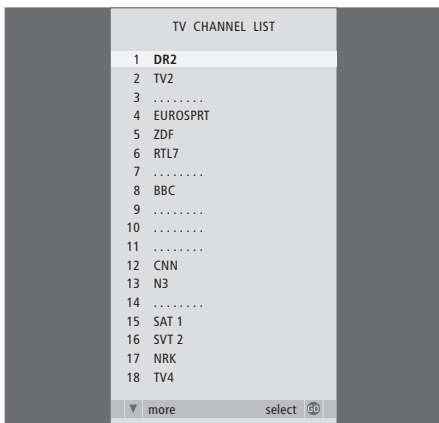 TV CHANNEL LIST
1 DR2
2 TV2
3 . . . . . . . .
4 EUROSPRT
5 ZDF
6 RTL7
7 . . . . . . . .
8 BBC
9 . . . . . . . .
10 . . . . . . . .
11 . . . . . . . .
12 CNN
13 N3
14 . . . . . . . .
15 SAT 1
16 SVT 2
17 NRK
18 TV4
▼ more select GO